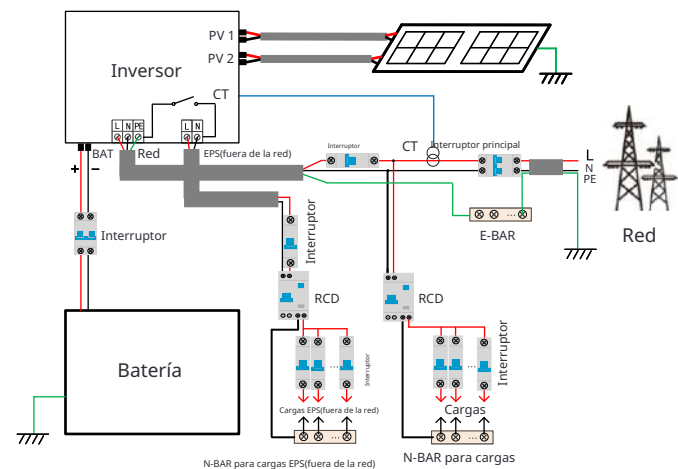 PV 1
PV 2
Inversor
CT
L N PE
L N
BAT
Red
EPS(fuera de la red)
+ −
Interruptor
CT
Interruptor principal
L
N
PE
E-BAR
Red
Interruptor
Interruptor
RCD
RCD
Batería
...
Interruptor
...
Interruptor
Cargas EPS(fuera de la red)
Cargas
...
...
N-BAR para cargas EPS(fuera de la red)
N-BAR para cargas